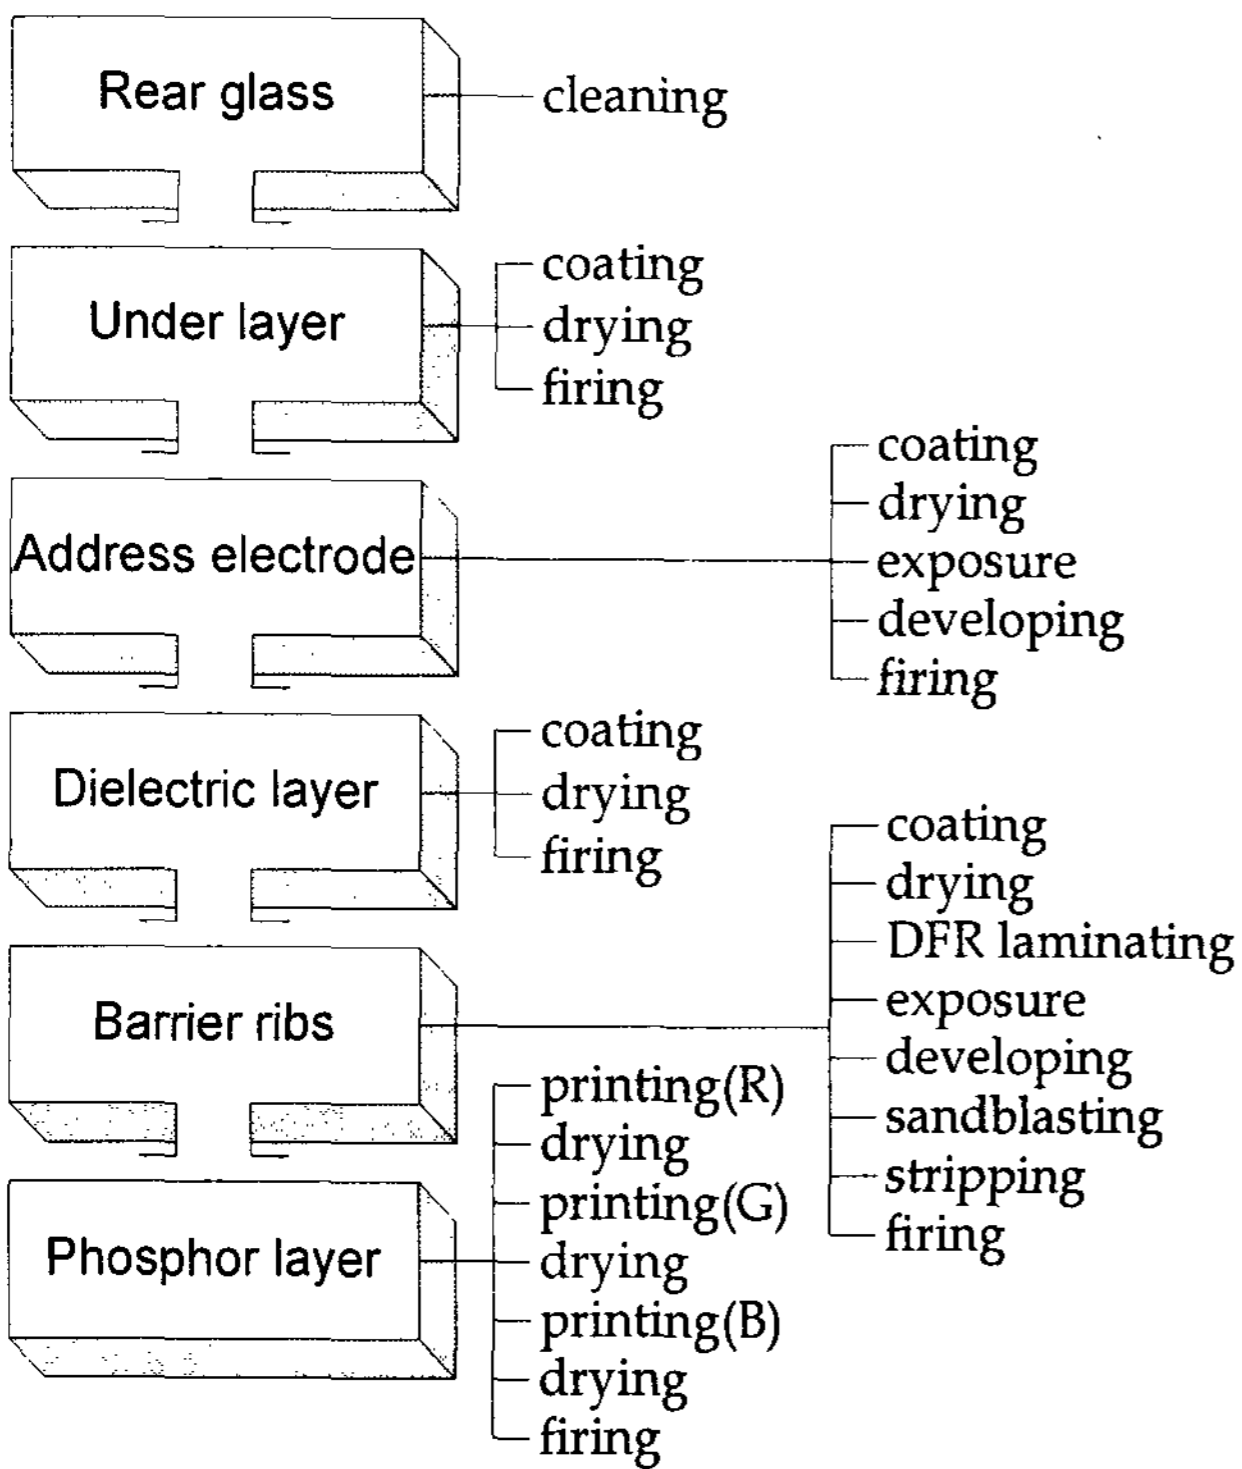 Rear glass
cleaning
Under layer
coating
drying
firing
Address electrode
coating
drying
exposure
developing
firing
Dielectric layer
coating
drying
firing
Barrier ribs
coating
drying
DFR laminating
exposure
developing
sandblasting
stripping
firing
Phosphor layer
printing(R)
drying
printing(G)
drying
printing(B)
drying
firing